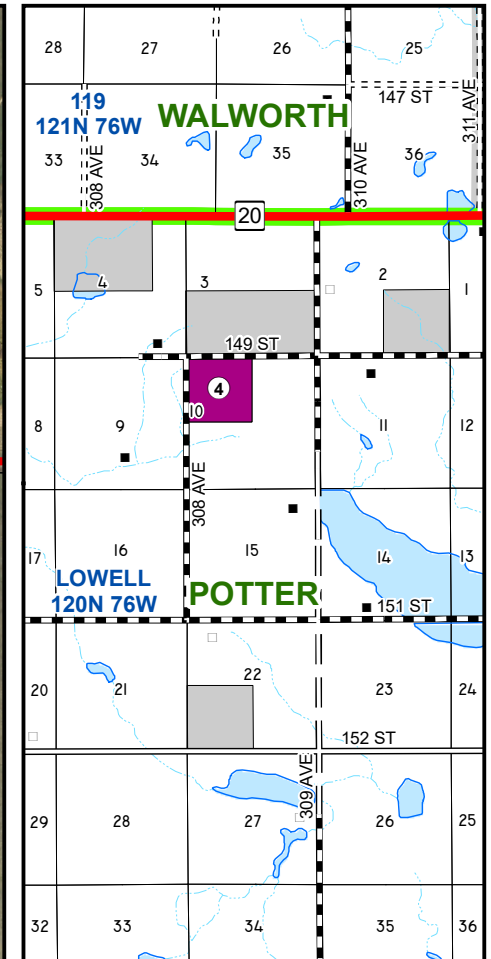 28
27
26
25
147 ST
311 AVE
119
121N 76W
WALWORTH
33
308 AVE
34
35
310 AVE
36
20
5
4
3
2
1
149 ST
4
8
9
10
11
12
308 AVE
17
16
15
14
13
LOWELL
120N 76W
POTTER
151 ST
20
21
22
23
24
152 ST
309 AVE
29
28
27
26
25
32
33
34
35
36